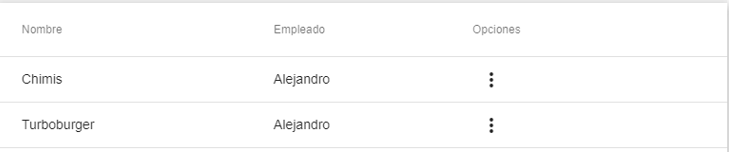 Nombre Empleado Opciones
Chimis Alejandro
Turboburger Alejandro